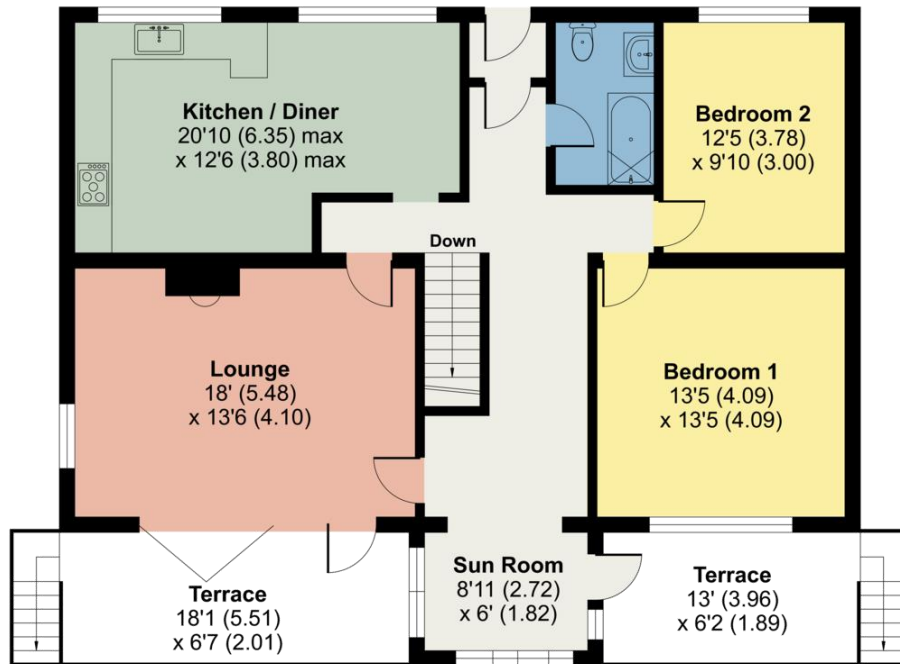 Kitchen / Diner
20'10 (6.35) max
x 12'6 (3.80) max
Bedroom 2
12'5 (3.78)
x 9'10 (3.00)
Down
Lounge
18' (5.48)
x 13'6 (4.10)
Bedroom 1
13'5 (4.09)
x 13'5 (4.09)
Sun Room
8'11 (2.72)
x 6' (1.82)
Terrace
18'1 (5.51)
x 6'7 (2.01)
Terrace
13' (3.96)
x 6'2 (1.89)